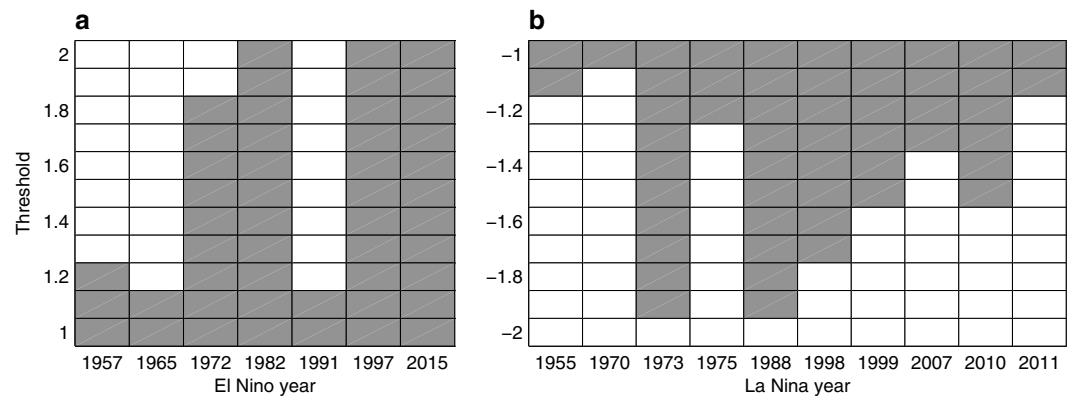 a
b
Threshold
2
1.8
1.6
1.4
1.2
1
1957 1965 1972 1982 1991 1997 2015
El Nino year
−1
−1.2
−1.4
−1.6
−1.8
−2
1955 1970 1973 1975 1988 1998 1999 2007 2010 2011
La Nina year